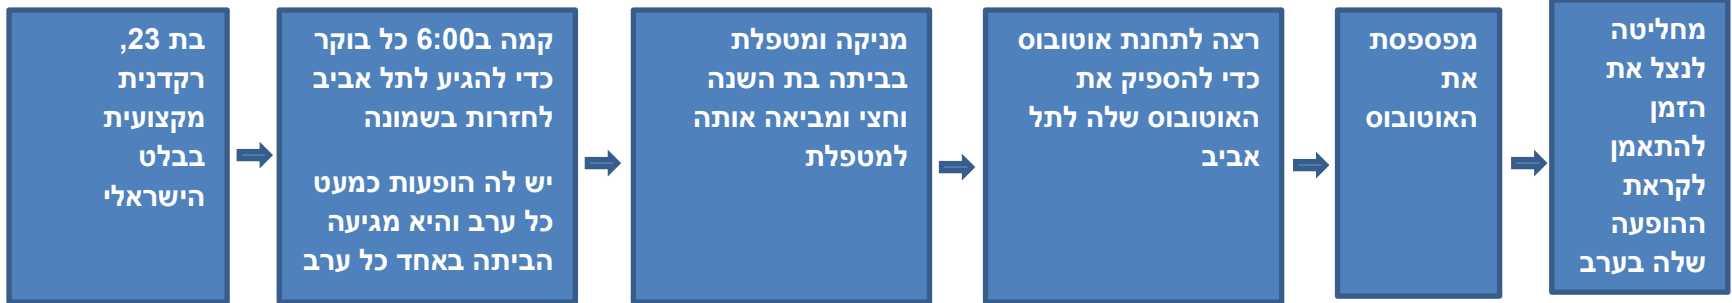 בת 23,
רקדנית
מקצועית
בבלט
הישראלי
קמה ב6:00 כל בוקר
כדי להגיע לתל אביב
לחזרות בשמונה
יש לה הופעות כמעט
כל ערב והיא מגיעה
הביתה באחד כל ערב
מניקה ומטפלת
בביתה בת השנה
וחצי ומביאה אותה
למטפלת
רצה לתחנת אוטובוס
כדי להספיק את
האוטובוס שלה לתל
אביב
מפספסת
את
האוטובוס
מחליטה
לנצל את
הזמן
להתאמן
לקראת
ההופעה
שלה בערב